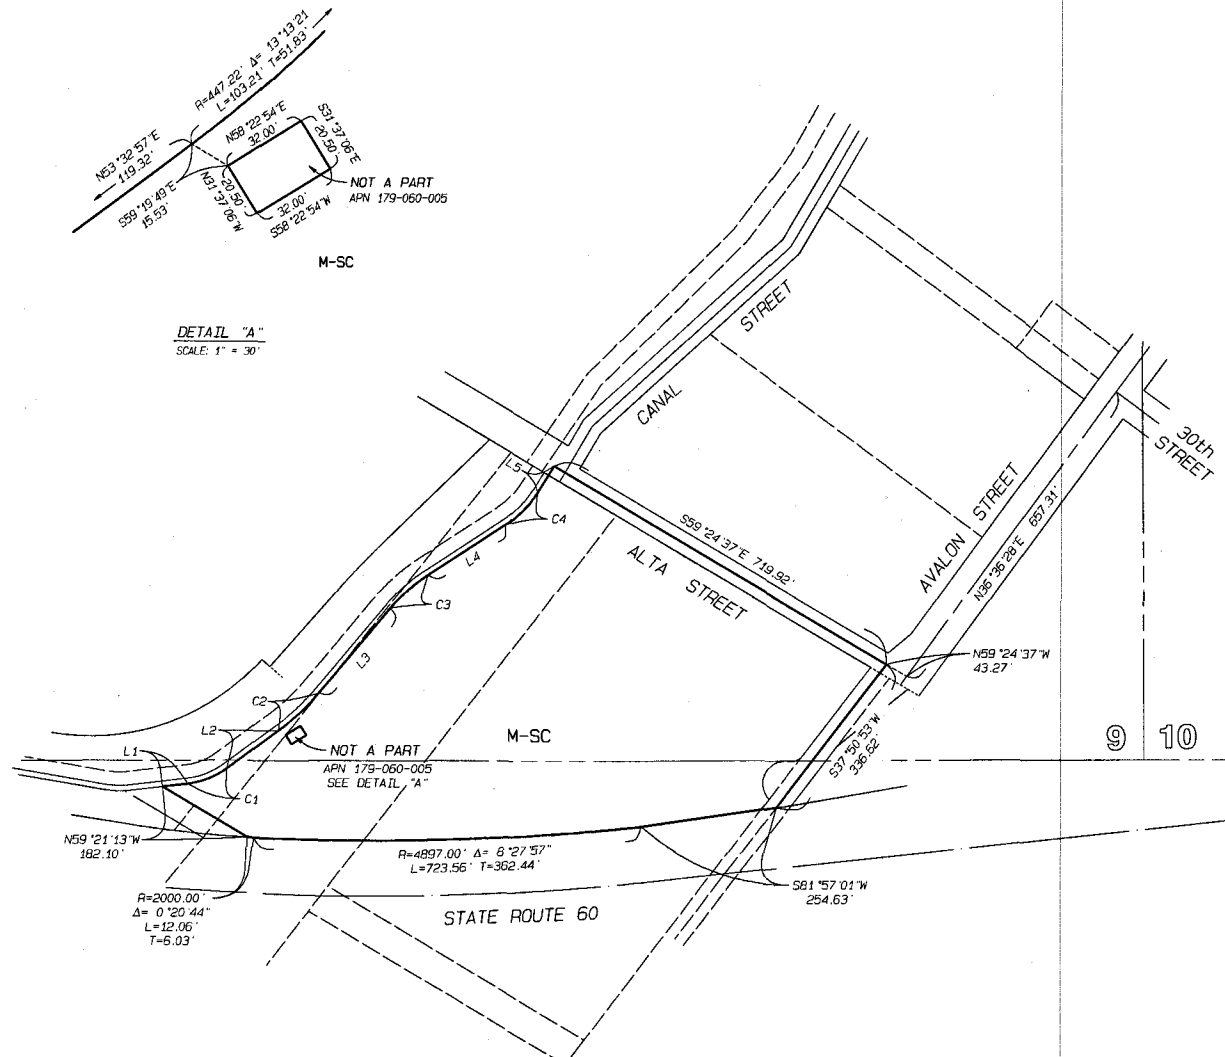 R=447.22' Δ= 13°13'21
L=103.21' T=51.83'
N53°32'57"E
119.32'
N58°22'54"E
32.00'
S31°37'06"E
20.50'
S59°19'49"E
15.53'
N31°37'06"W
20.50'
32.00'
S58°22'54"W
NOT A PART
APN 179-060-005
M-SC
DETAIL "A"
SCALE: 1" = 30'
CANAL STREET
30th
STREET
AVALON STREET
N36°36'28"E 657.31'
L5
C4
S59°24'37"E 719.92'
ALTA STREET
L4
C3
L3
N59°24'37"W
43.27'
C2
L2
L1
NOT A PART
APN 179-060-005
SEE DETAIL "A"
M-SC
S37°50'53"W
336.62'
9 10
C1
N59°21'13"W
182.10'
R=4897.00' Δ= 8°27'57"
L=723.56' T=362.44'
S81°57'01"W
254.63'
R=2000.00'
Δ= 0°20'44"
L=12.06'
T=6.03'
STATE ROUTE 60